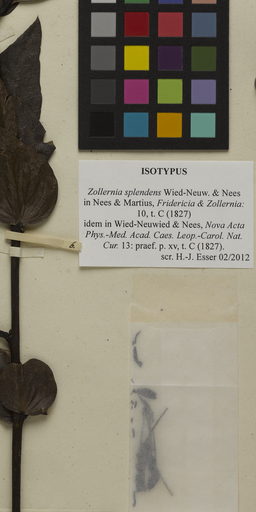 ISOTYPUS
Zollernia splendens Wied-Neuw. & Nees
in Nees & Martius, Fridericia & Zollernia:
10, t. C (1827)
idem in Wied-Neuwied & Nees, Nova Acta
Phys.-Med. Acad. Caes. Leop.-Carol. Nat.
Cur. 13: praef. p. xv, t. C (1827).
scr. H.-J. Esser 02/2012